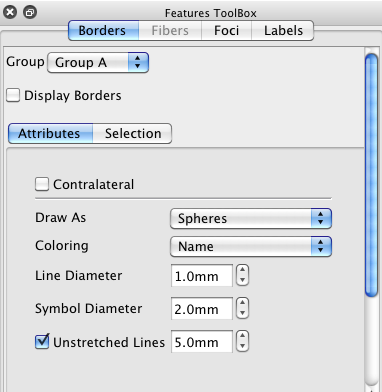 Features ToolBox
Borders Fibers Foci Labels
Group Group A
Display Borders
Attributes Selection
Contralateral
Draw As Spheres
Coloring Name
Line Diameter 1.0mm
Symbol Diameter 2.0mm
Unstretched Lines 5.0mm